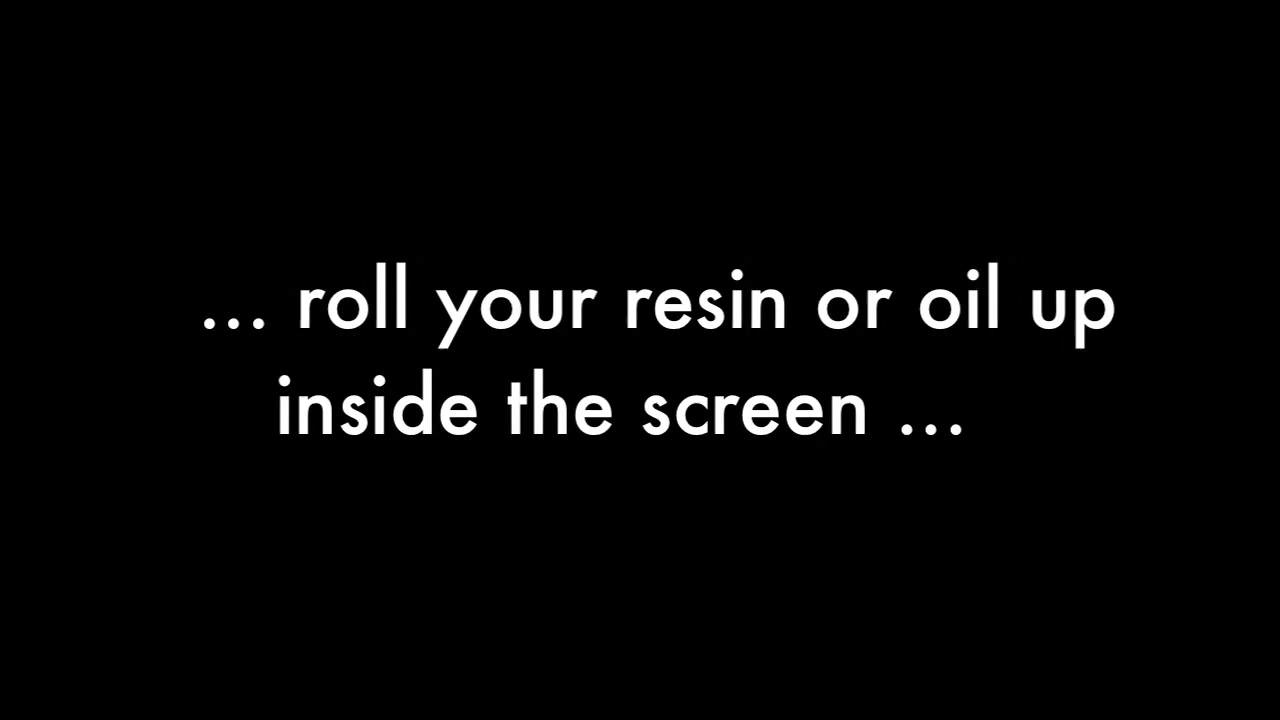 ... roll your resin or oil up
inside the screen ...